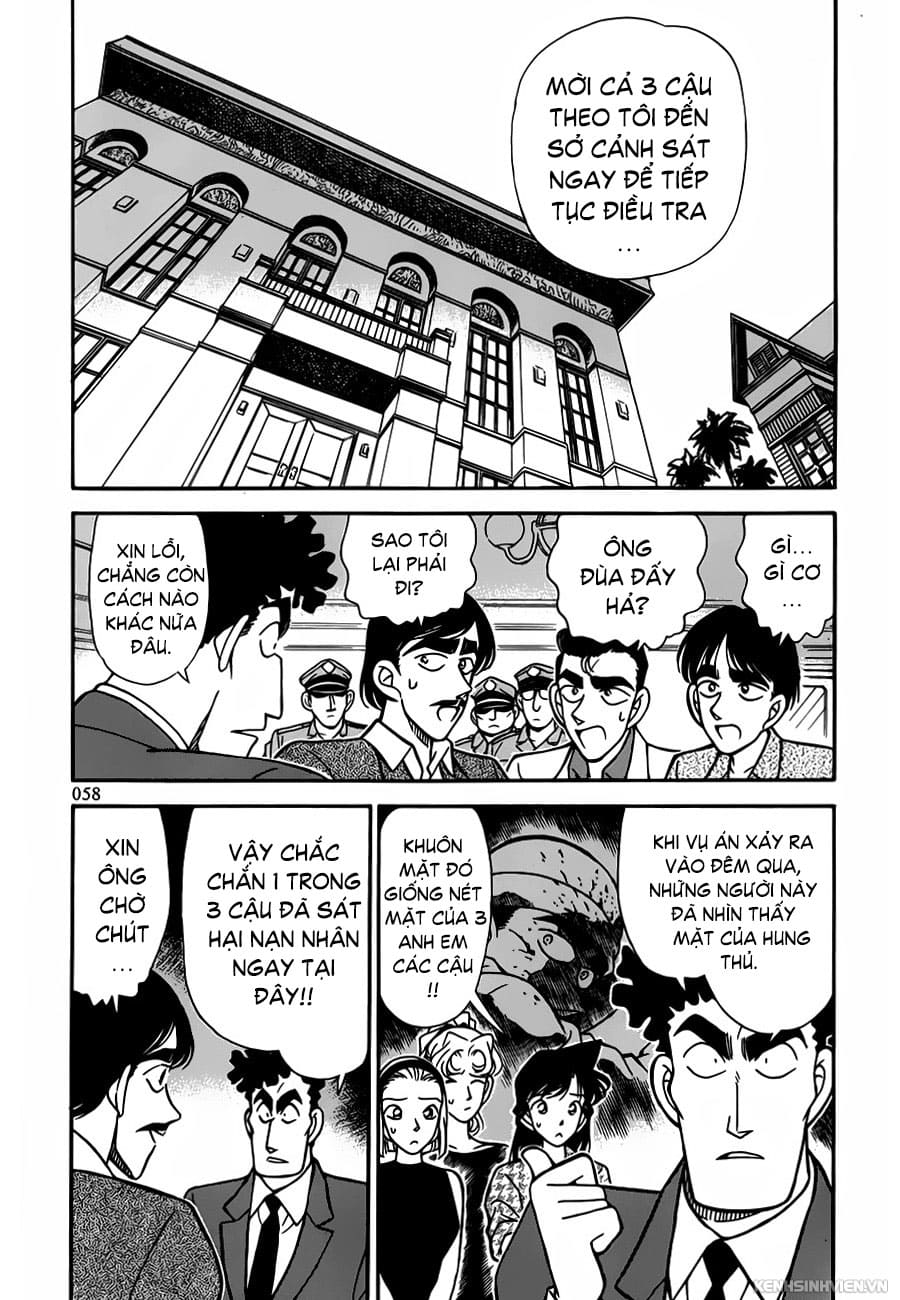 MỜI CẢ 3 CẬU
THEO TÔI ĐẾN
SỞ CẢNH SÁT
NGAY ĐỂ TIẾP
TỤC ĐIỀU TRA
...
GÌ...
GÌ CƠ
...
ÔNG
ĐÙA ĐẤY
HẢ?
SAO TÔI
LẠI PHẢI
ĐI?
XIN LỖI,
CHẲNG CÒN
CÁCH NÀO
KHÁC NỮA
ĐÂU.
058
KHI VỤ ÁN XẢY RA
VÀO ĐÊM QUA,
NHỮNG NGƯỜI NÀY
ĐÃ NHÌN THẤY
MẶT CỦA HUNG
THỦ.
KHUÔN
MẶT ĐÓ
GIỐNG NÉT
MẶT CỦA 3
ANH EM
CÁC CẬU
!!
VẬY CHẮC
CHẮN 1 TRONG
3 CẬU ĐÃ SÁT
HẠI NẠN NHÂN
NGAY TẠI
ĐÂY!!
XIN
ÔNG
CHỜ
CHÚT
...
KENHSINHVIEN.VN